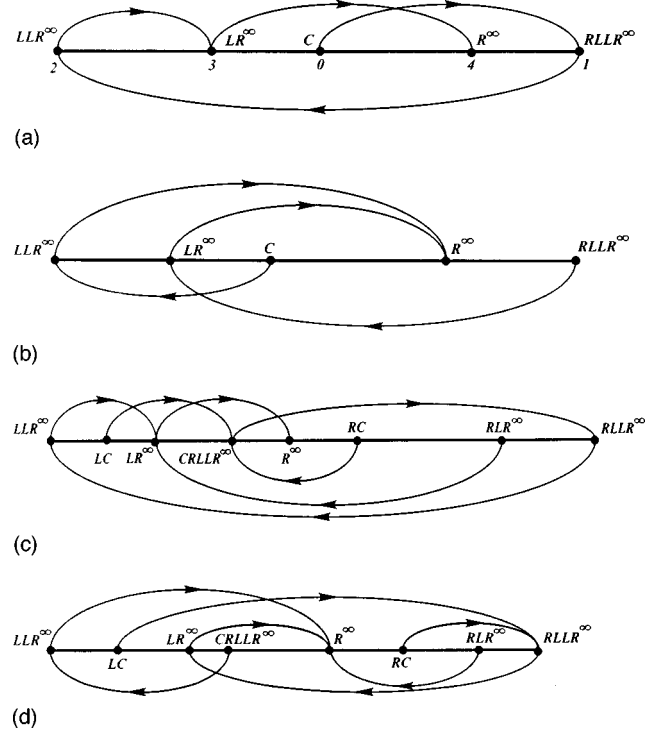 LLR∞ LR∞ C R∞ RLLR∞
2 3 0 4 1
(a)
LLR∞ LR∞ C R∞ RLLR∞
(b)
LLR∞ RC RLR∞ RLLR∞
LC LR∞ CRLLR∞ R∞
(c)
LLR∞ LR∞ CRLLR∞ R∞ RLR∞ RLLR∞
LC RC
(d)